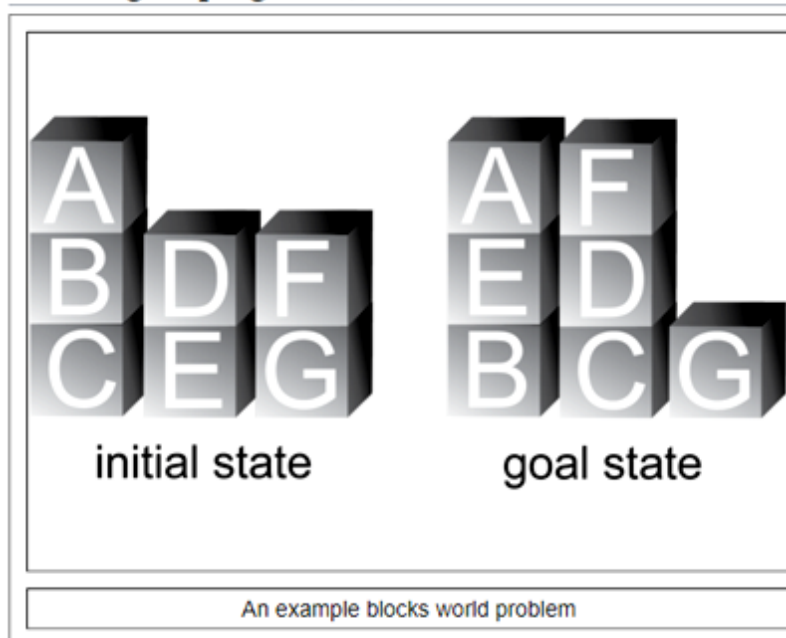 A A F
B D F E D
C E G B C G
initial state goal state
An example blocks world problem